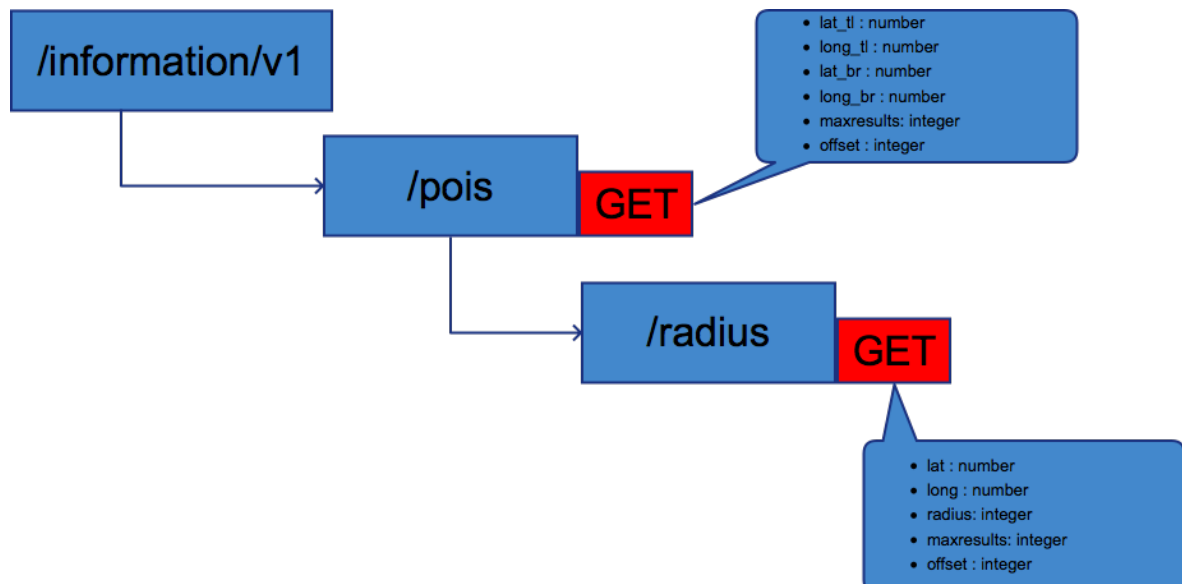 /information/v1
• lat_tl : number
• long_tl : number
• lat_br : number
• long_br : number
• maxresults: integer
• offset : integer
/pois
GET
/radius
GET
• lat : number
• long : number
• radius: integer
• maxresults: integer
• offset : integer